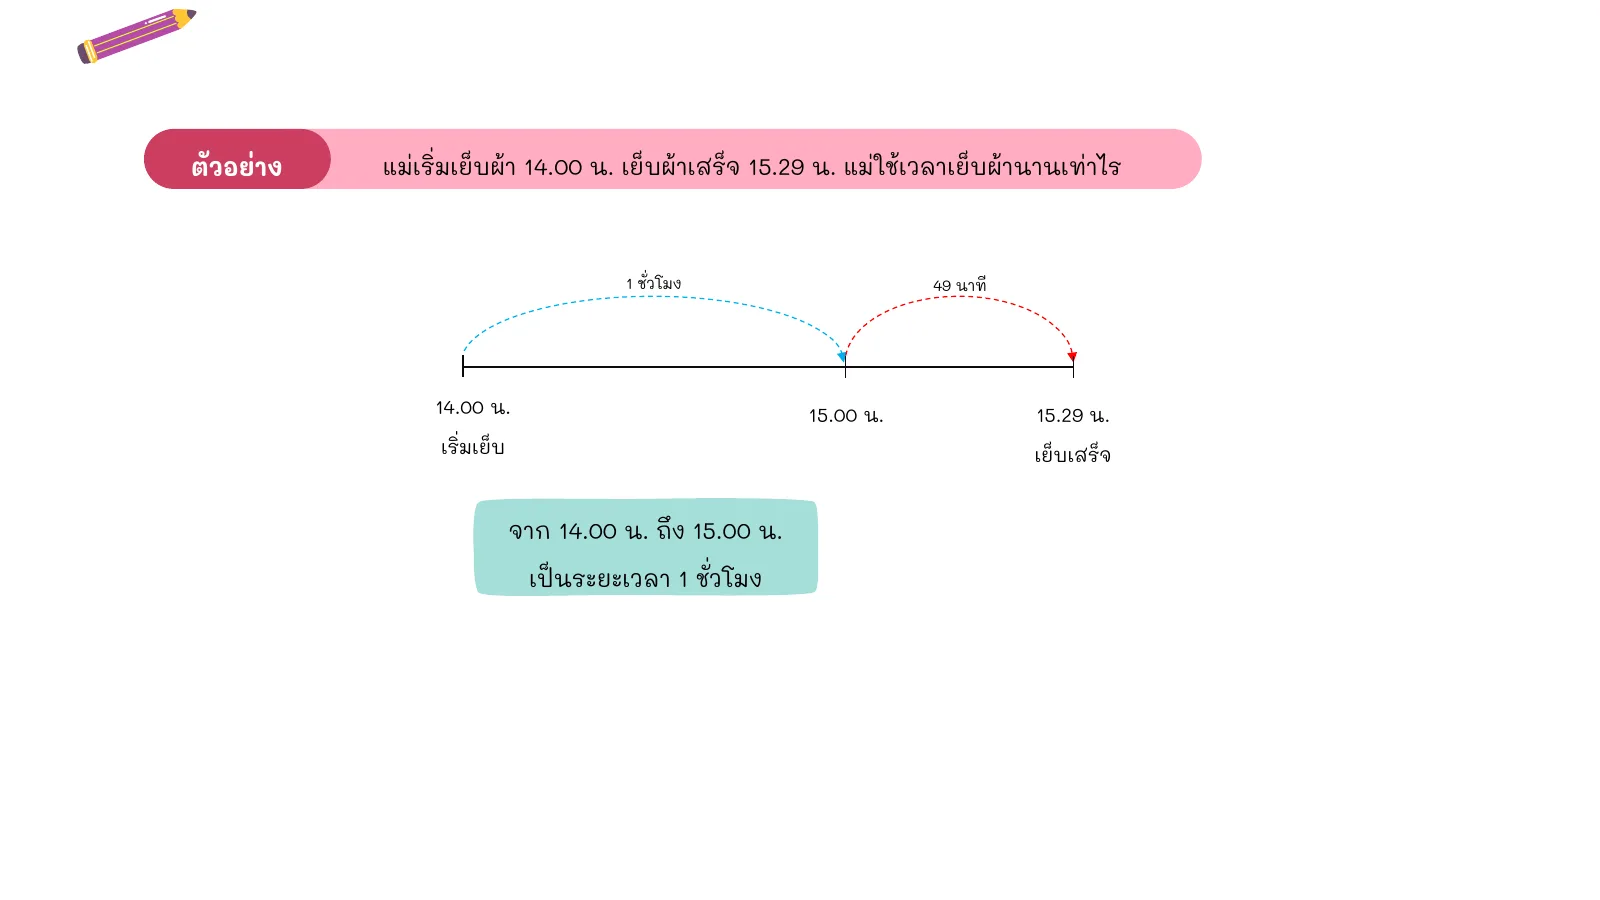 ตัวอย่าง แม่เริ่มเย็บผ้า 14.00 น. เย็บผ้าเสร็จ 15.29 น. แม่ใช้เวลาเย็บผ้านานเท่าไร
1 ชั่วโมง 49 นาที
14.00 น. 15.00 น. 15.29 น.
เริ่มเย็บ เย็บเสร็จ
จาก 14.00 น. ถึง 15.00 น.
เป็นระยะเวลา 1 ชั่วโมง